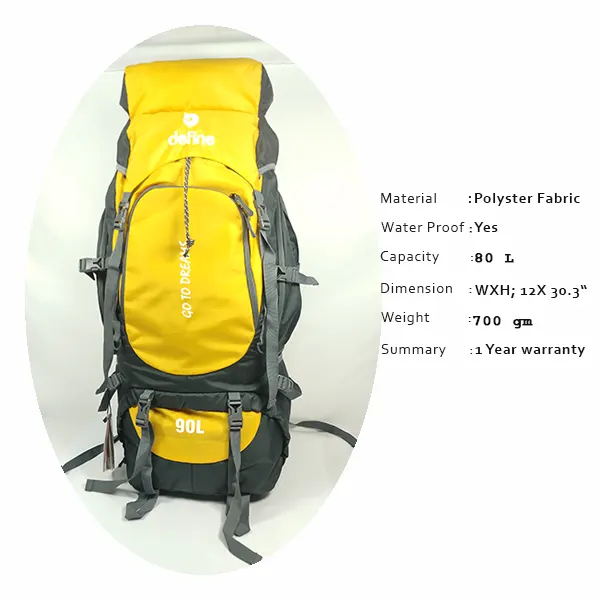 define
GO TO DREAMS
90L
Material :Polyster Fabric
Water Proof :Yes
Capacity :80 L
Dimension : WXH; 12X 30.3“
Weight :700 gm
Summary :1 Year warranty